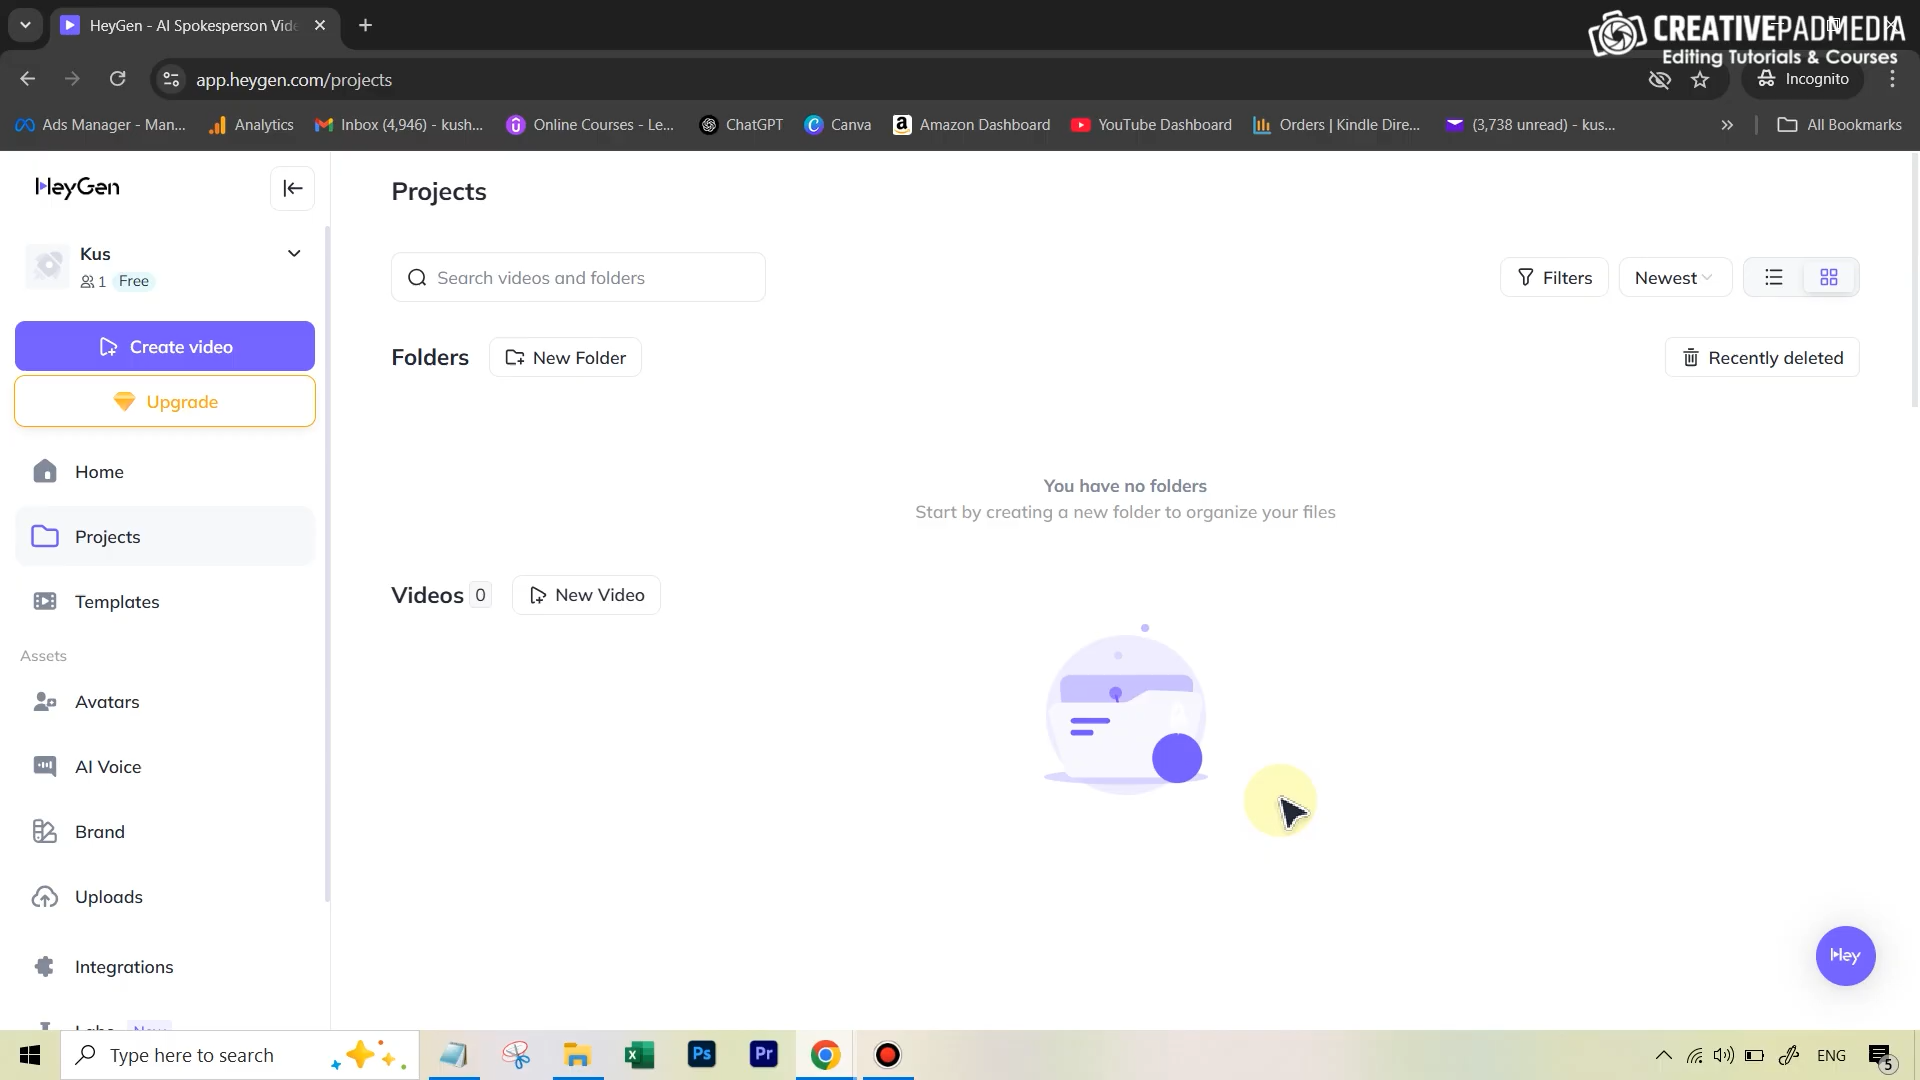 HeyGen - AI Spokesperson Vide
CREATIVEPADMEDIA
Editing Tutorials & Courses
app.heygen.com/projects
Incognito
Ads Manager - Man...
Analytics
Inbox (4,946) - kush...
Online Courses - Le...
ChatGPT
Canva
Amazon Dashboard
YouTube Dashboard
Orders | Kindle Dire...
(3,738 unread) - kus...
All Bookmarks
HeyGen
Projects
Kus
1 Free
Search videos and folders
Filters
Newest
Create video
Folders
New Folder
Recently deleted
Upgrade
Home
You have no folders
Start by creating a new folder to organize your files
Projects
Videos 0
New Video
Templates
Assets
Avatars
AI Voice
Brand
Uploads
Integrations
Hey
Type here to search
Ps
Pr
ENG
5